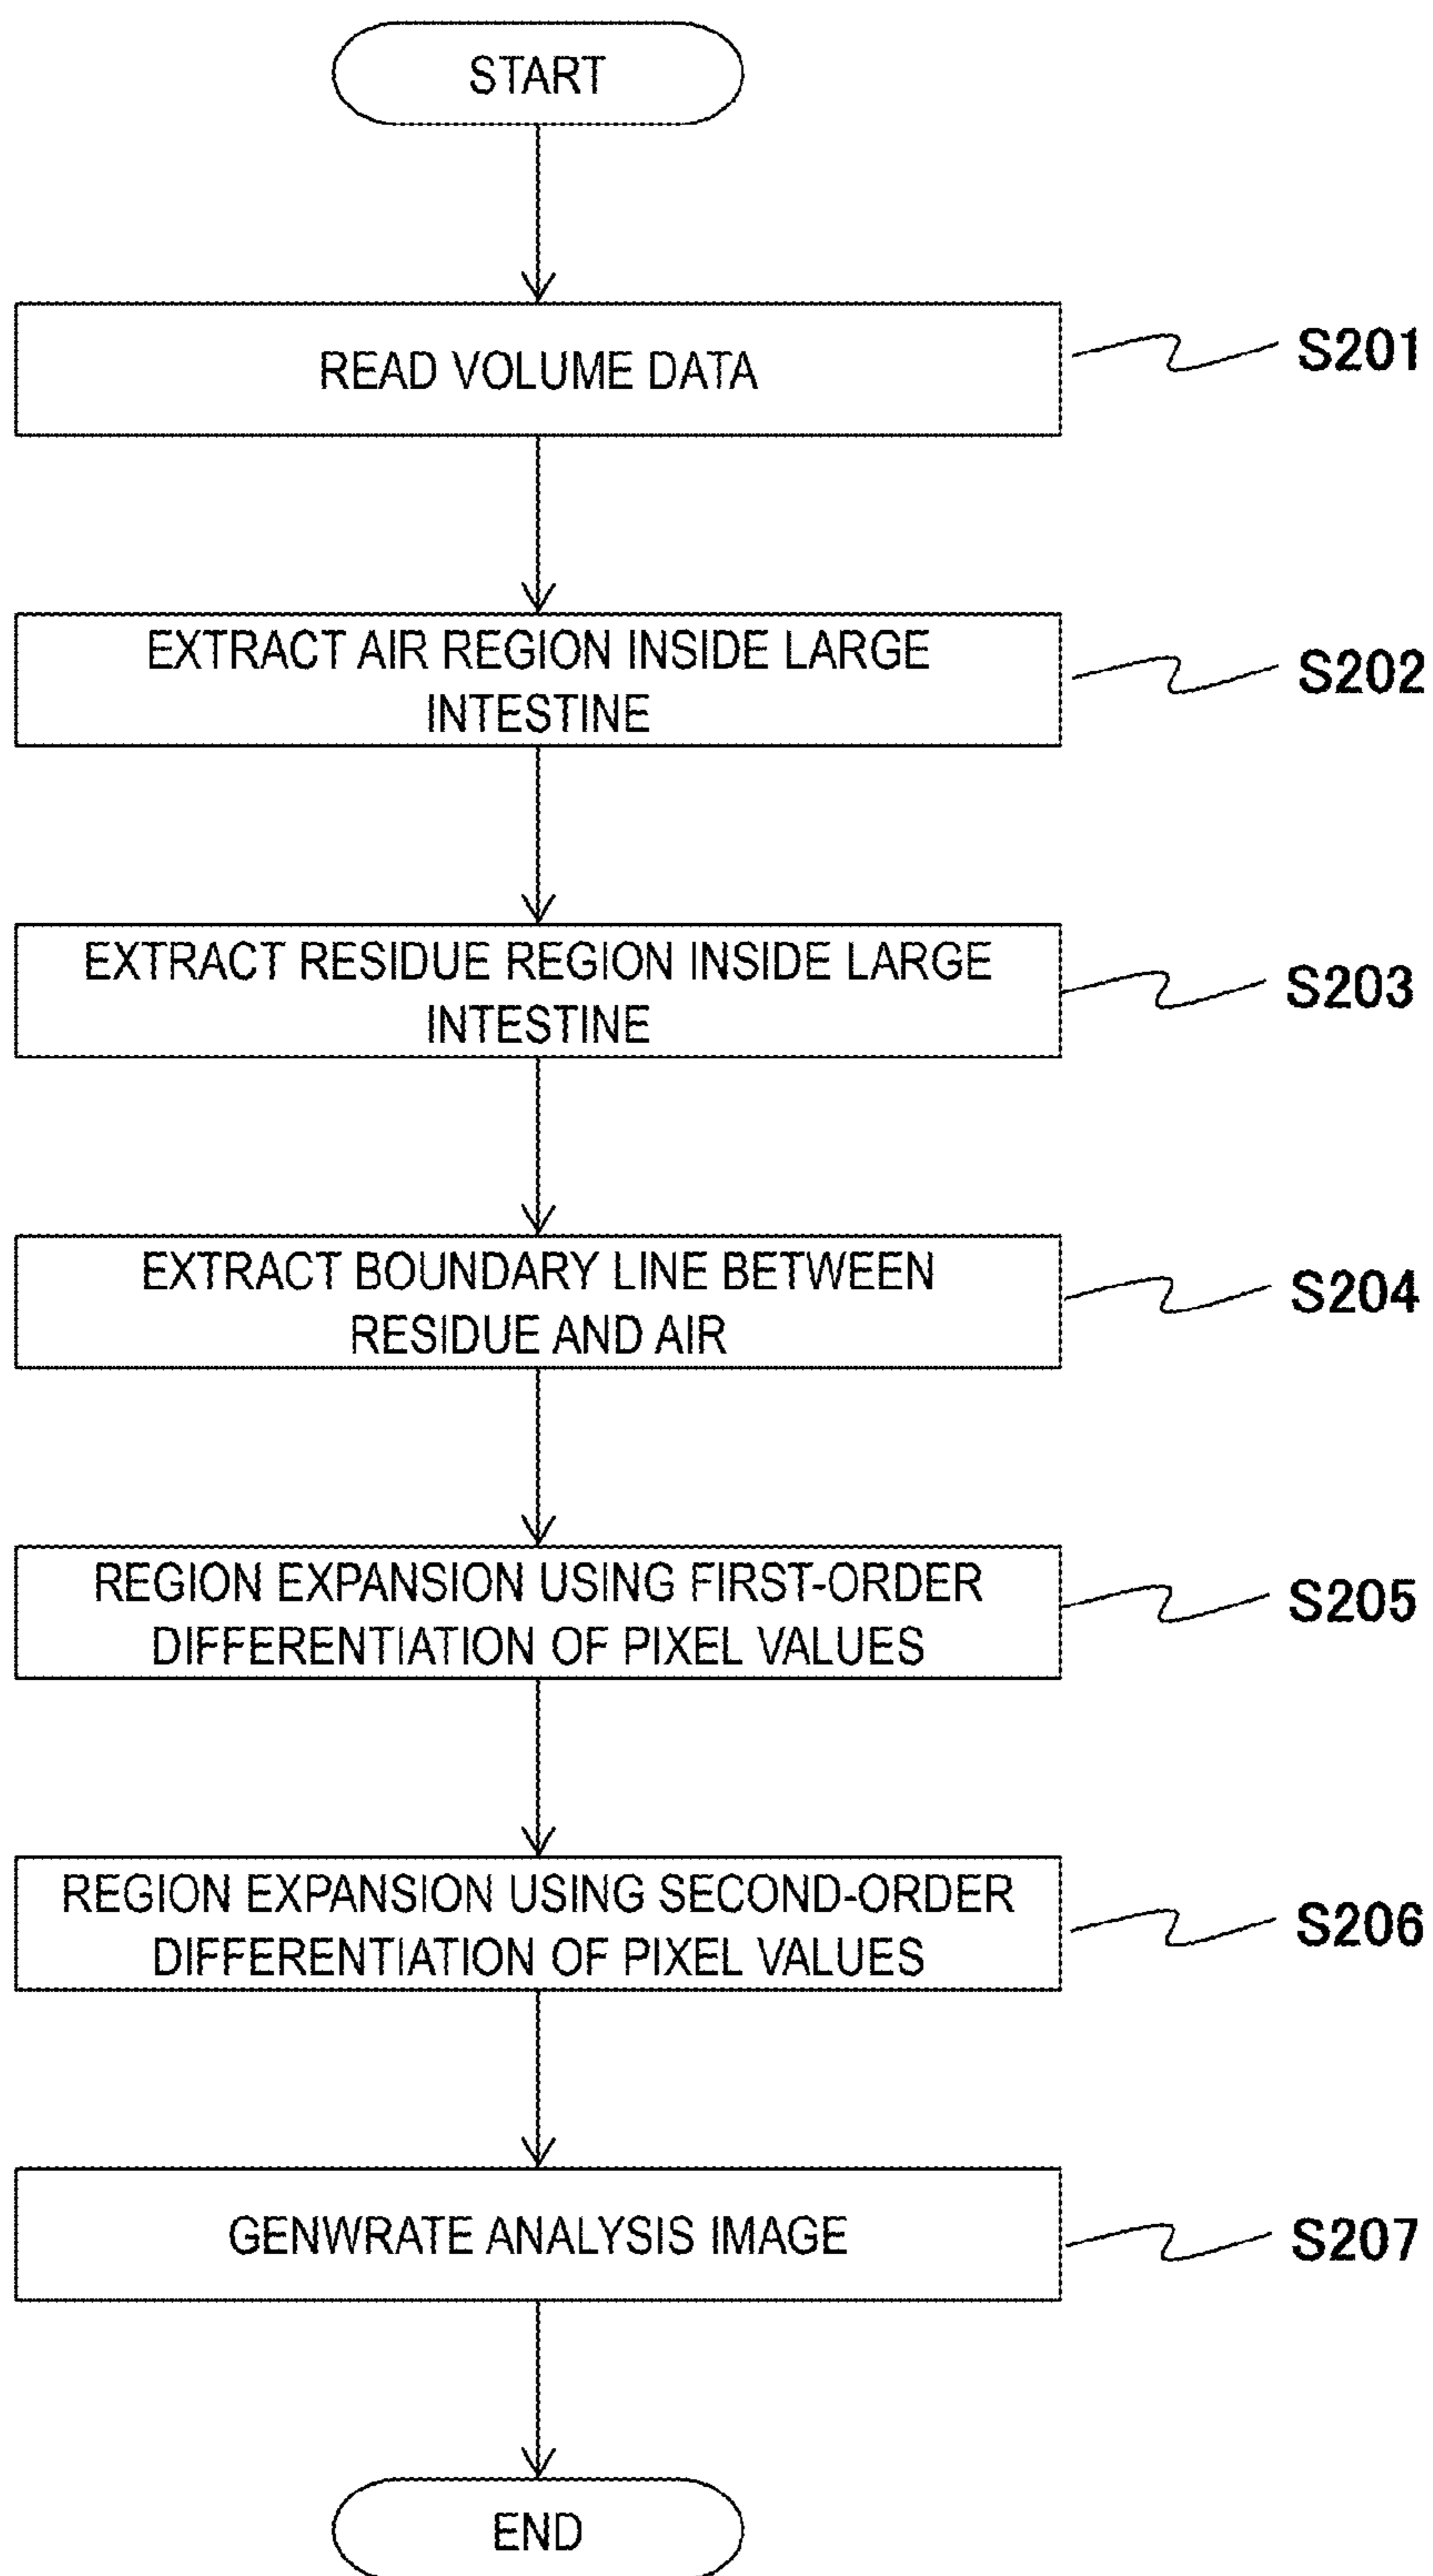 START
READ VOLUME DATA
S201
EXTRACT AIR REGION INSIDE LARGE
INTESTINE
S202
EXTRACT RESIDUE REGION INSIDE LARGE
INTESTINE
S203
EXTRACT BOUNDARY LINE BETWEEN
RESIDUE AND AIR
S204
REGION EXPANSION USING FIRST-ORDER
DIFFERENTIATION OF PIXEL VALUES
S205
REGION EXPANSION USING SECOND-ORDER
DIFFERENTIATION OF PIXEL VALUES
S206
GENWRATE ANALYSIS IMAGE
S207
END